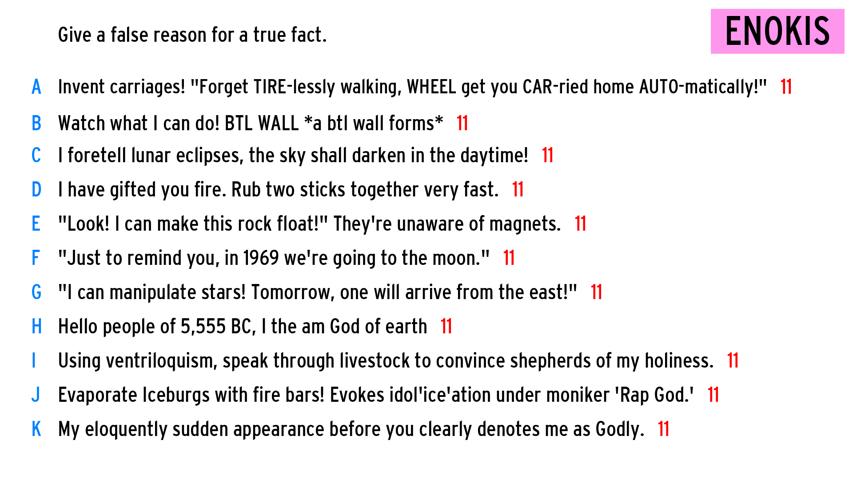 Give a false reason for a true fact.
ENOKIS
A Invent carriages! "Forget TIRE-lessly walking, WHEEL get you CAR-ried home AUTO-matically!" 11
B Watch what I can do! BTL WALL *a btl wall forms* 11
C I foretell lunar eclipses, the sky shall darken in the daytime! 11
D I have gifted you fire. Rub two sticks together very fast. 11
E "Look! I can make this rock float!" They're unaware of magnets. 11
F "Just to remind you, in 1969 we're going to the moon." 11
G "I can manipulate stars! Tomorrow, one will arrive from the east!" 11
H Hello people of 5,555 BC, I the am God of earth 11
I Using ventriloquism, speak through livestock to convince shepherds of my holiness. 11
J Evaporate Iceburgs with fire bars! Evokes idol'ice'ation under moniker 'Rap God.' 11
K My eloquently sudden appearance before you clearly denotes me as Godly. 11